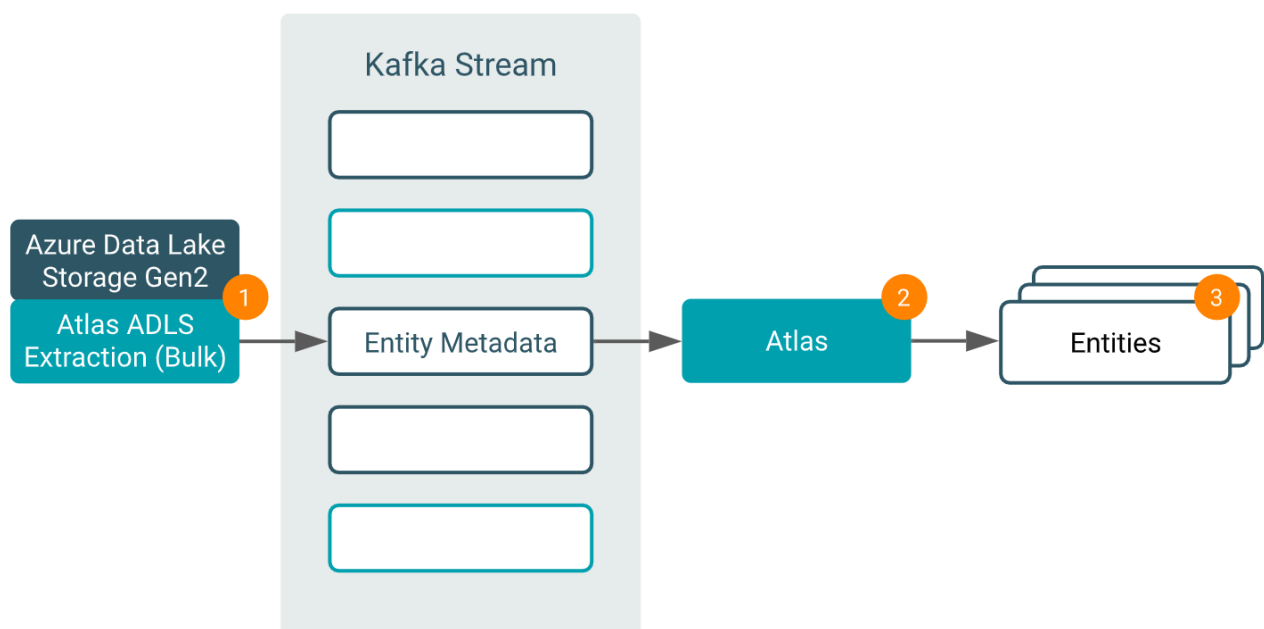 Kafka Stream
Azure Data Lake
Storage Gen2
1
Atlas ADLS
Extraction (Bulk)
Entity Metadata
2
Atlas
3
Entities